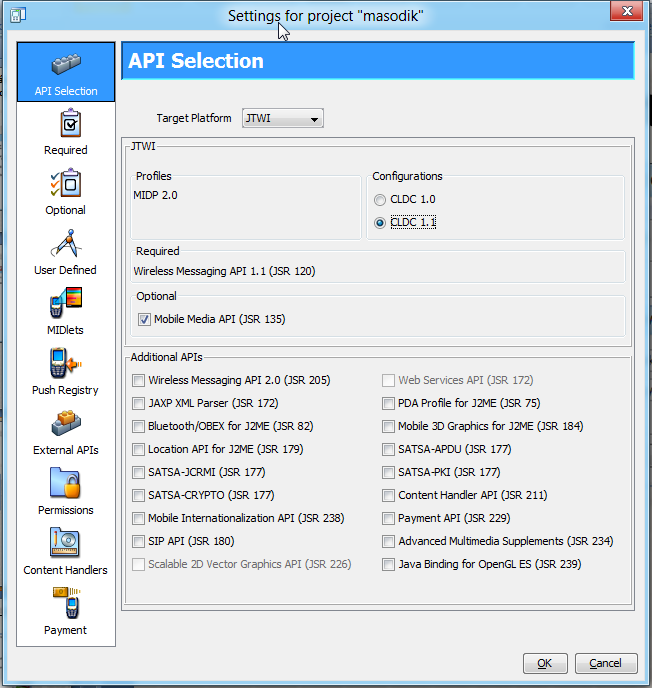 Settings for project "masodik"
API Selection
Required
Optional
User Defined
MIDlets
Push Registry
External APIs
Permissions
Content Handlers
Payment
API Selection
Target Platform JTWI
JTWI
Profiles
MIDP 2.0
Configurations
CLDC 1.0
CLDC 1.1
Required
Wireless Messaging API 1.1 (JSR 120)
Optional
Mobile Media API (JSR 135)
Additional APIs
Wireless Messaging API 2.0 (JSR 205)
Web Services API (JSR 172)
JAXP XML Parser (JSR 172)
PDA Profile for J2ME (JSR 75)
Bluetooth/OBEX for J2ME (JSR 82)
Mobile 3D Graphics for J2ME (JSR 184)
Location API for J2ME (JSR 179)
SATSA-APDU (JSR 177)
SATSA-JCRMI (JSR 177)
SATSA-PKI (JSR 177)
SATSA-CRYPTO (JSR 177)
Content Handler API (JSR 211)
Mobile Internationalization API (JSR 238)
Payment API (JSR 229)
SIP API (JSR 180)
Advanced Multimedia Supplements (JSR 234)
Scalable 2D Vector Graphics API (JSR 226)
Java Binding for OpenGL ES (JSR 239)
OK
Cancel